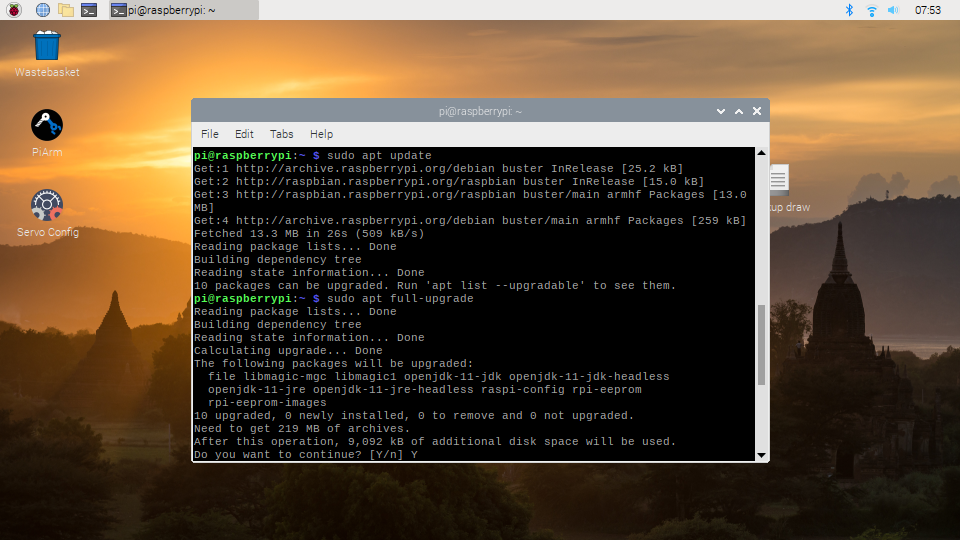 pi@raspberrypi: ~
07:53
Wastebasket
PiArm
Servo Config
pi@raspberrypi: ~
File Edit Tabs Help
pi@raspberrypi:~ $ sudo apt update
Get:1 http://archive.raspberrypi.org/debian buster InRelease [25.2 kB]
Get:2 http://raspbian.raspberrypi.org/raspbian buster InRelease [15.0 kB]
Get:3 http://raspbian.raspberrypi.org/raspbian buster/main armhf Packages [13.0
MB]
Get:4 http://archive.raspberrypi.org/debian buster/main armhf Packages [259 kB]
Fetched 13.3 MB in 26s (509 kB/s)
Reading package lists... Done
Building dependency tree
Reading state information... Done
10 packages can be upgraded. Run 'apt list --upgradable' to see them.
pi@raspberrypi:~ $ sudo apt full-upgrade
Reading package lists... Done
Building dependency tree
Reading state information... Done
Calculating upgrade... Done
The following packages will be upgraded:
file libmagic-mgc libmagic1 openjdk-11-jdk openjdk-11-jdk-headless
openjdk-11-jre openjdk-11-jre-headless raspi-config rpi-eeprom
rpi-eeprom-images
10 upgraded, 0 newly installed, 0 to remove and 0 not upgraded.
Need to get 219 MB of archives.
After this operation, 9,092 kB of additional disk space will be used.
Do you want to continue? [Y/n] Y
draw